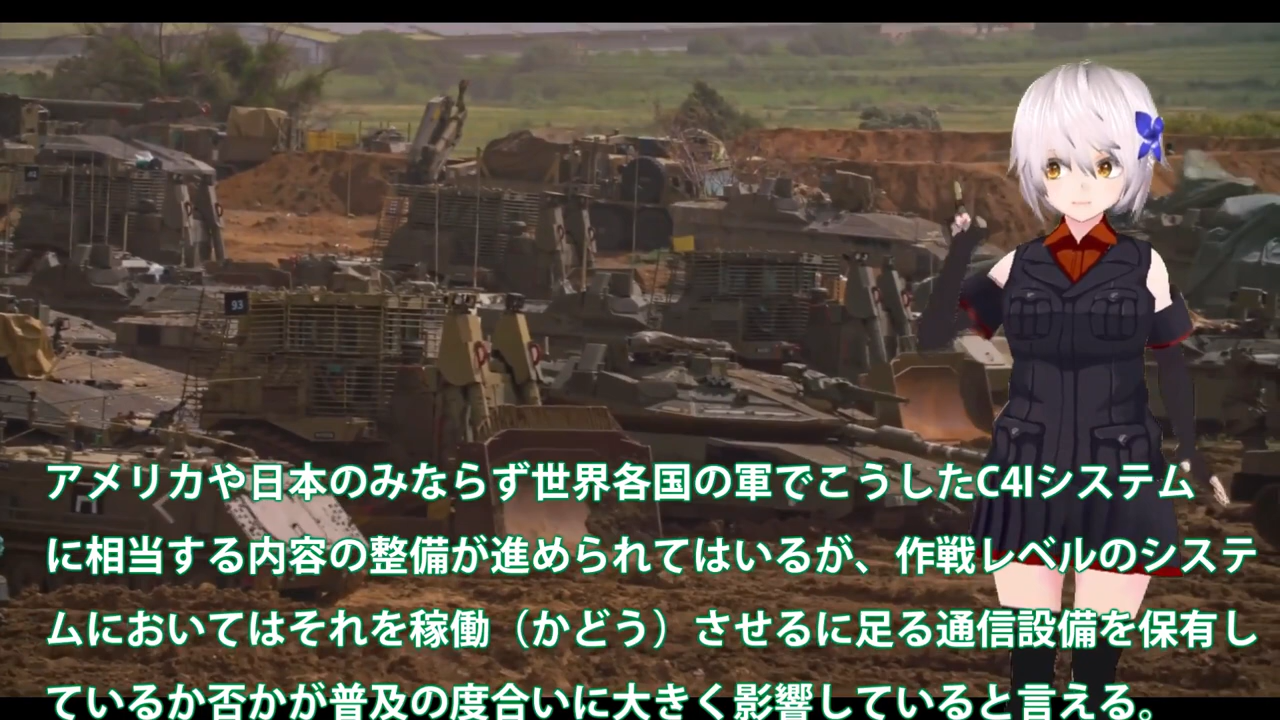 93
アメリカや日本のみならず世界各国の軍でこうしたC4Iシステム
に相当する内容の整備が進められてはいるが、作戦レベルのシステ
ムにおいてはそれを稼働（かどう）させるに足る通信設備を保有し
ているか否かが普及の度合いに大きく影響していると言える。